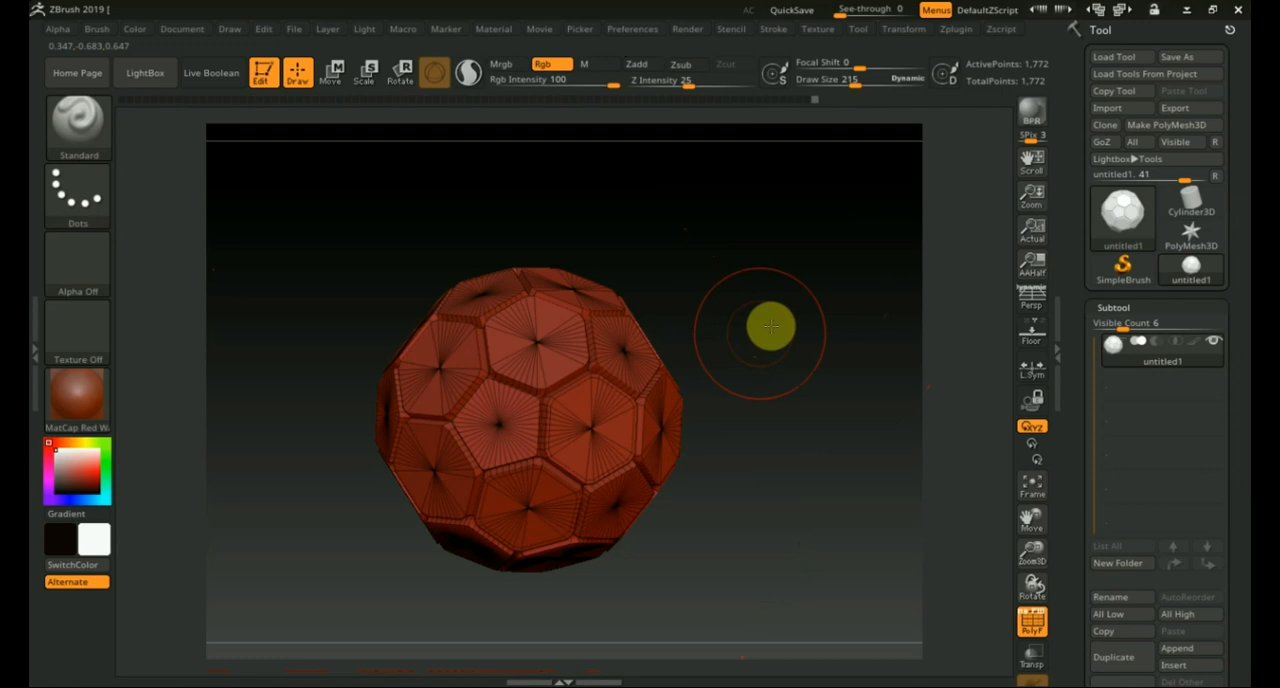 ZBrush 2019 [
AC QuickSave See-through 0 Menus DefaultZScript
Alpha Brush Color Document Draw Edit File Layer Light Macro Marker Material Movie Picker Preferences Render Stencil Stroke Texture Tool Transform Zplugin Zscript
0.347,-0.683,0.647
Home Page LightBox Live Boolean Edit Draw Move Scale Rotate
Mrgb Rgb M Zadd Zsub Zcut
Rgb Intensity 100 Z Intensity 25
Focal Shift 0
Draw Size 215 Dynamic
ActivePoints: 1,772
TotalPoints: 1,772
Standard
Dots
Alpha Off
Texture Off
MatCap Red Wa
Gradient
SwitchColor
Alternate
BPR
SPix 3
Scroll
Zoom
Actual
AAHalf
Dynamic
Persp
Floor
L.Sym
XYZ
Frame
Move
Zoom3D
Rotate
PolyF
Transp
Tool
Load Tool Save As
Load Tools From Project
Copy Tool Paste Tool
Import Export
Clone Make PolyMesh3D
GoZ All Visible R
Lightbox▶Tools
untitled1. 41 R
untitled1 Cylinder3D
PolyMesh3D
SimpleBrush untitled1
Subtool
Visible Count 6
untitled1
List All
New Folder
Rename AutoReorder
All Low All High
Copy Paste
Duplicate Append
Insert
Del Other